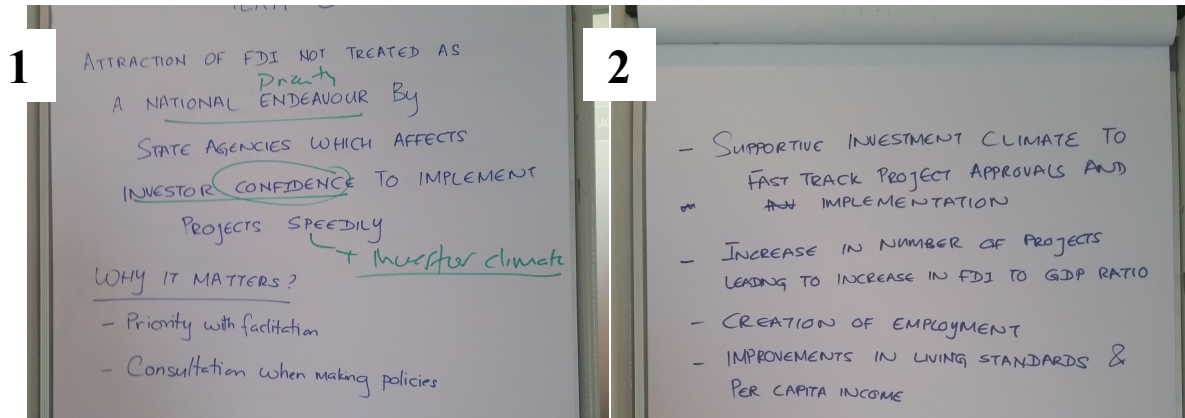 1
ATTRACTION OF FDI NOT TREATED AS
Priority
A NATIONAL ENDEAVOUR BY
STATE AGENCIES WHICH AFFECTS
INVESTOR CONFIDENCE TO IMPLEMENT
PROJECTS SPEEDILY
+ Investor climate
WHY IT MATTERS?
- Priority with faclitation
- Consultation when making policies
2
- SUPPORTIVE INVESTMENT CLIMATE TO
FAST TRACK PROJECT APPROVALS AND
IMPLEMENTATION
- INCREASE IN NUMBER OF PROJECTS
LEADNG TO INCREASE IN FDI TO GDP RATIO
- CREATION OF EMPLOYMENT
- IMPROVEMENTS IN LIVING STANDARDS &
PER CAPITA INCOME